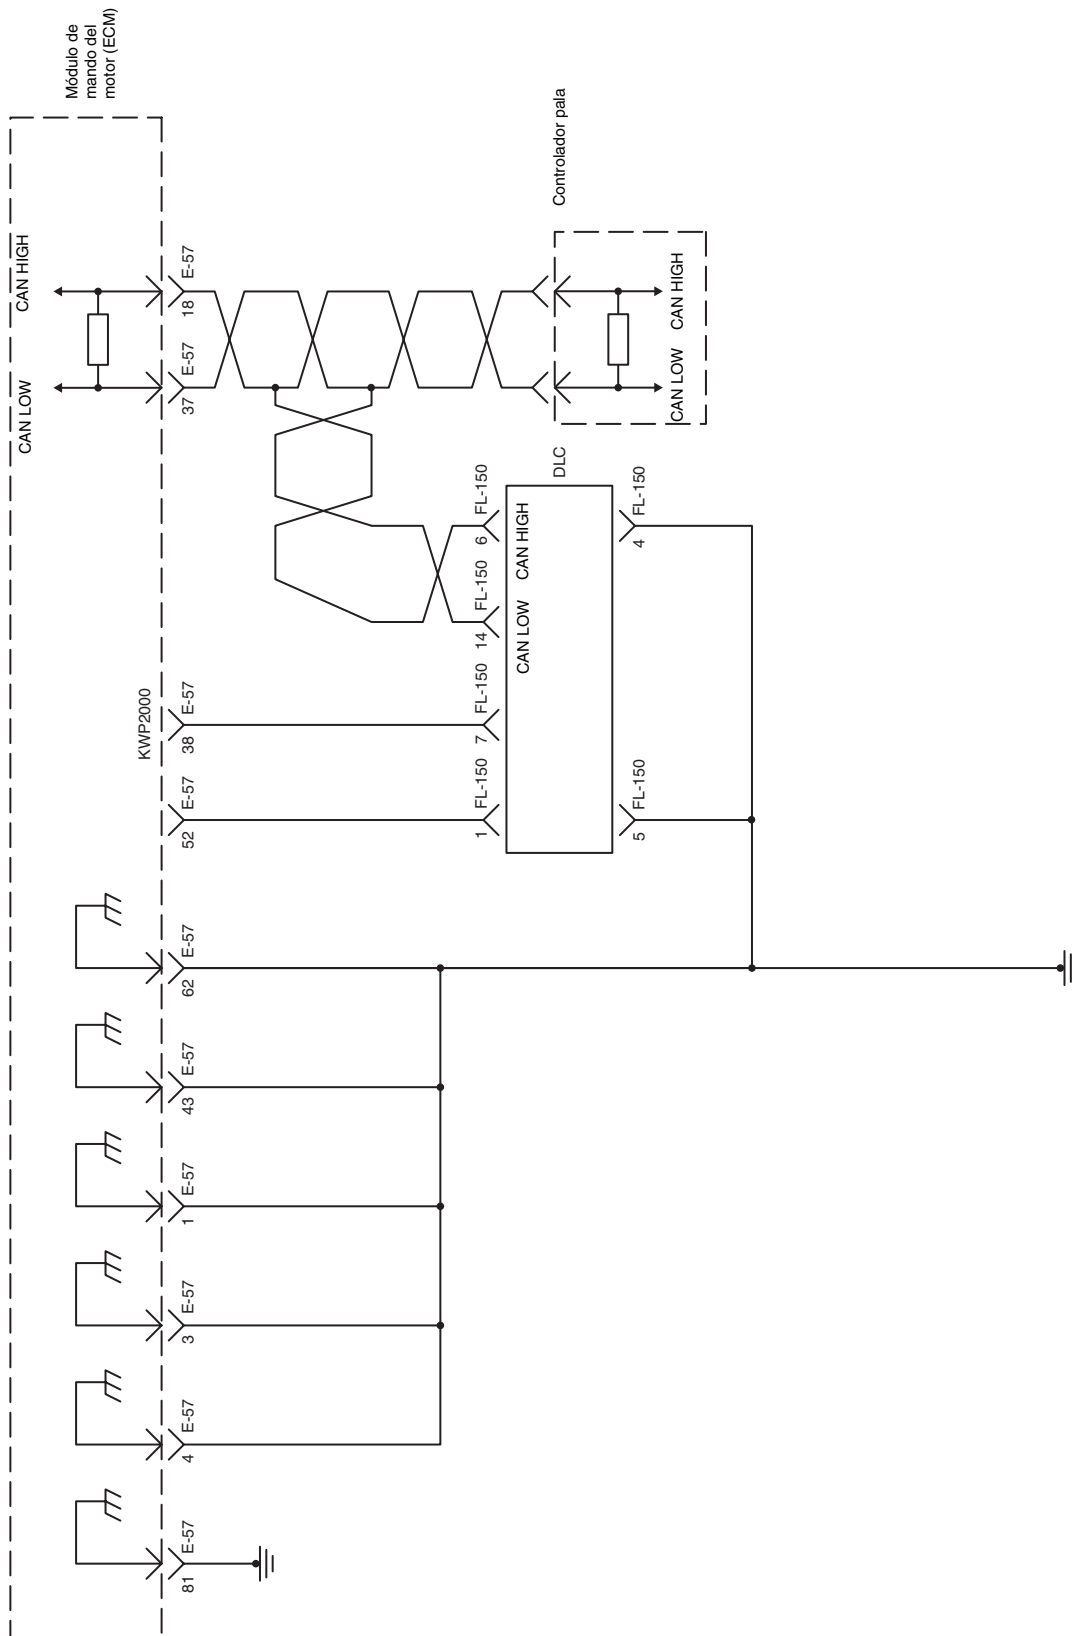 Módulo de
mando del
motor (ECM)
CAN HIGH
CAN LOW
18 E-57
37 E-57
Controlador pala
CAN LOW CAN HIGH
DLC
6 FL-150
14 FL-150
CAN LOW CAN HIGH
4 FL-150
KWP2000
38 E-57
7 FL-150
52 E-57
1 FL-150
5 FL-150
62 E-57
43 E-57
1 E-57
3 E-57
4 E-57
81 E-57